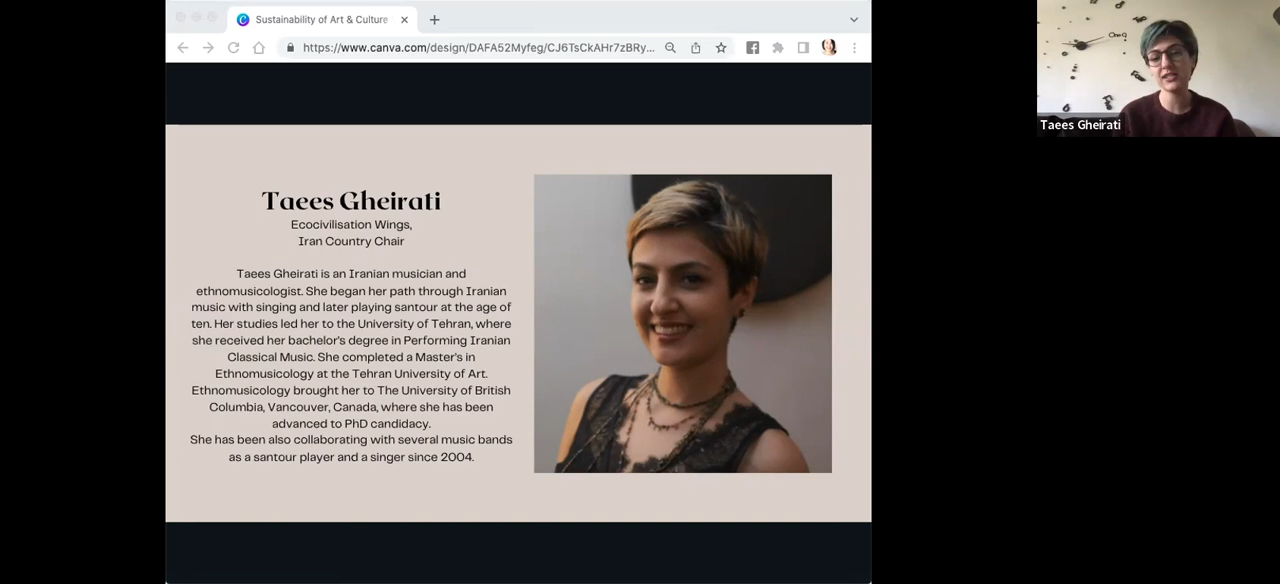 Sustainability of Art & Culture
https://www.canva.com/design/DAFA52Myfeg/CJ6TsCkAHr7zBRy...
Taees Gheirati
Taees Gheirati
Ecocivilisation Wings,
Iran Country Chair
Taees Gheirati is an Iranian musician and
ethnomusicologist. She began her path through Iranian
music with singing and later playing santour at the age of
ten. Her studies led her to the University of Tehran, where
she received her bachelor's degree in Performing Iranian
Classical Music. She completed a Master's in
Ethnomusicology at the Tehran University of Art.
Ethnomusicology brought her to The University of British
Columbia, Vancouver, Canada, where she has been
advanced to PhD candidacy.
She has been also collaborating with several music bands
as a santour player and a singer since 2004.